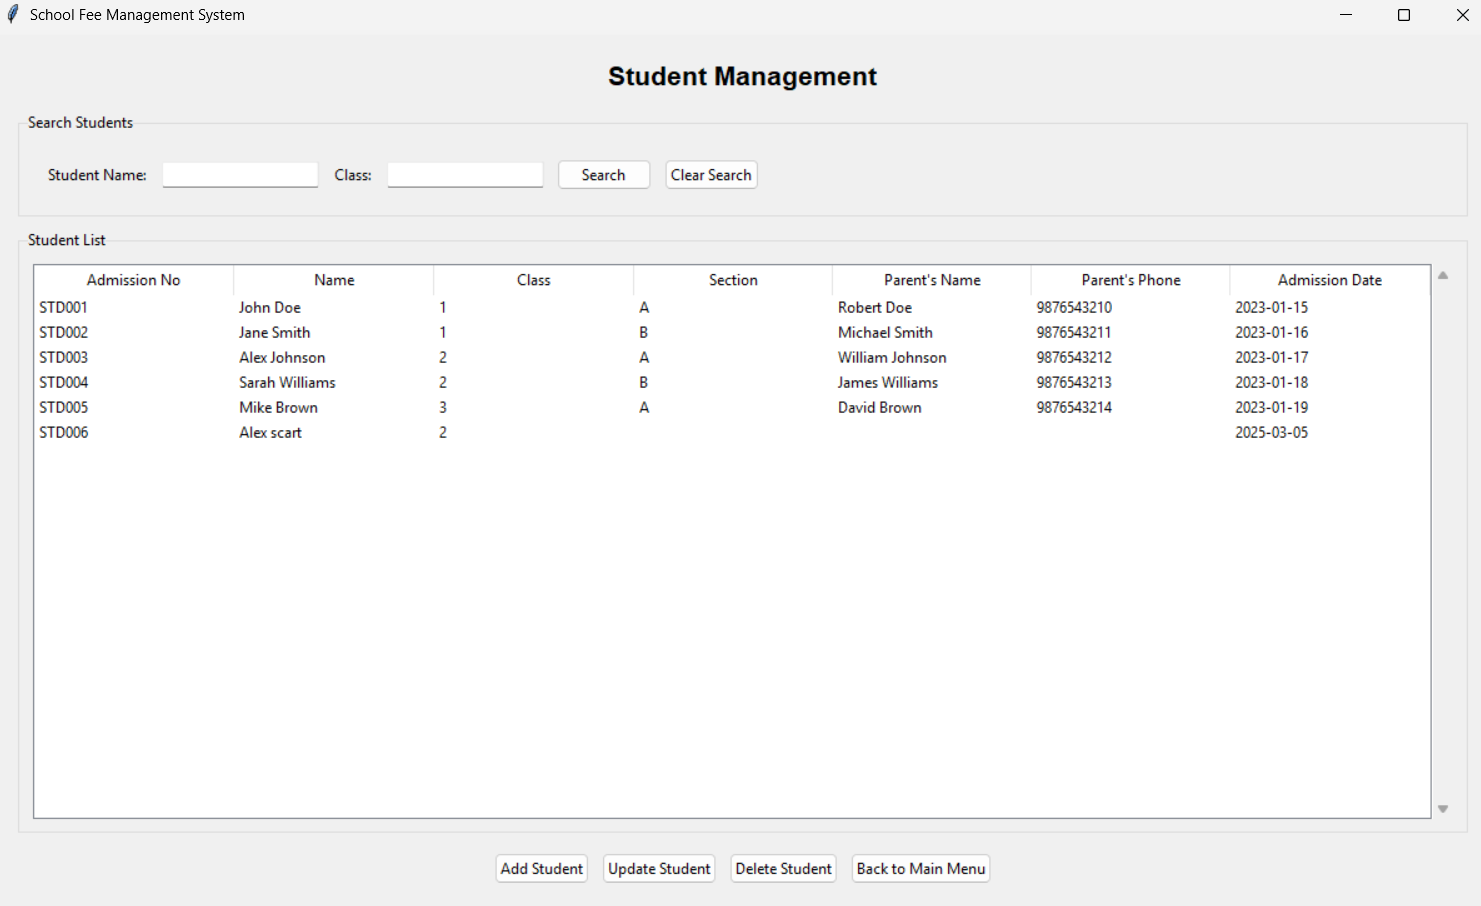 School Fee Management System
Student Management
Search Students
Student Name: Class: Search Clear Search
Student List
Admission No Name Class Section Parent's Name Parent's Phone Admission Date
STD001 John Doe 1 A Robert Doe 9876543210 2023-01-15
STD002 Jane Smith 1 B Michael Smith 9876543211 2023-01-16
STD003 Alex Johnson 2 A William Johnson 9876543212 2023-01-17
STD004 Sarah Williams 2 B James Williams 9876543213 2023-01-18
STD005 Mike Brown 3 A David Brown 9876543214 2023-01-19
STD006 Alex scart 2 2025-03-05
Add Student Update Student Delete Student Back to Main Menu